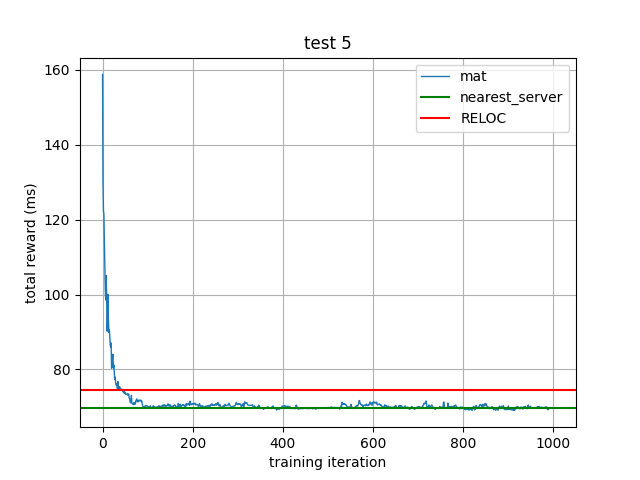 test 5
mat
nearest_server
RELOC
160
140
120
100
80
total reward (ms)
0
200
400
600
800
1000
training iteration